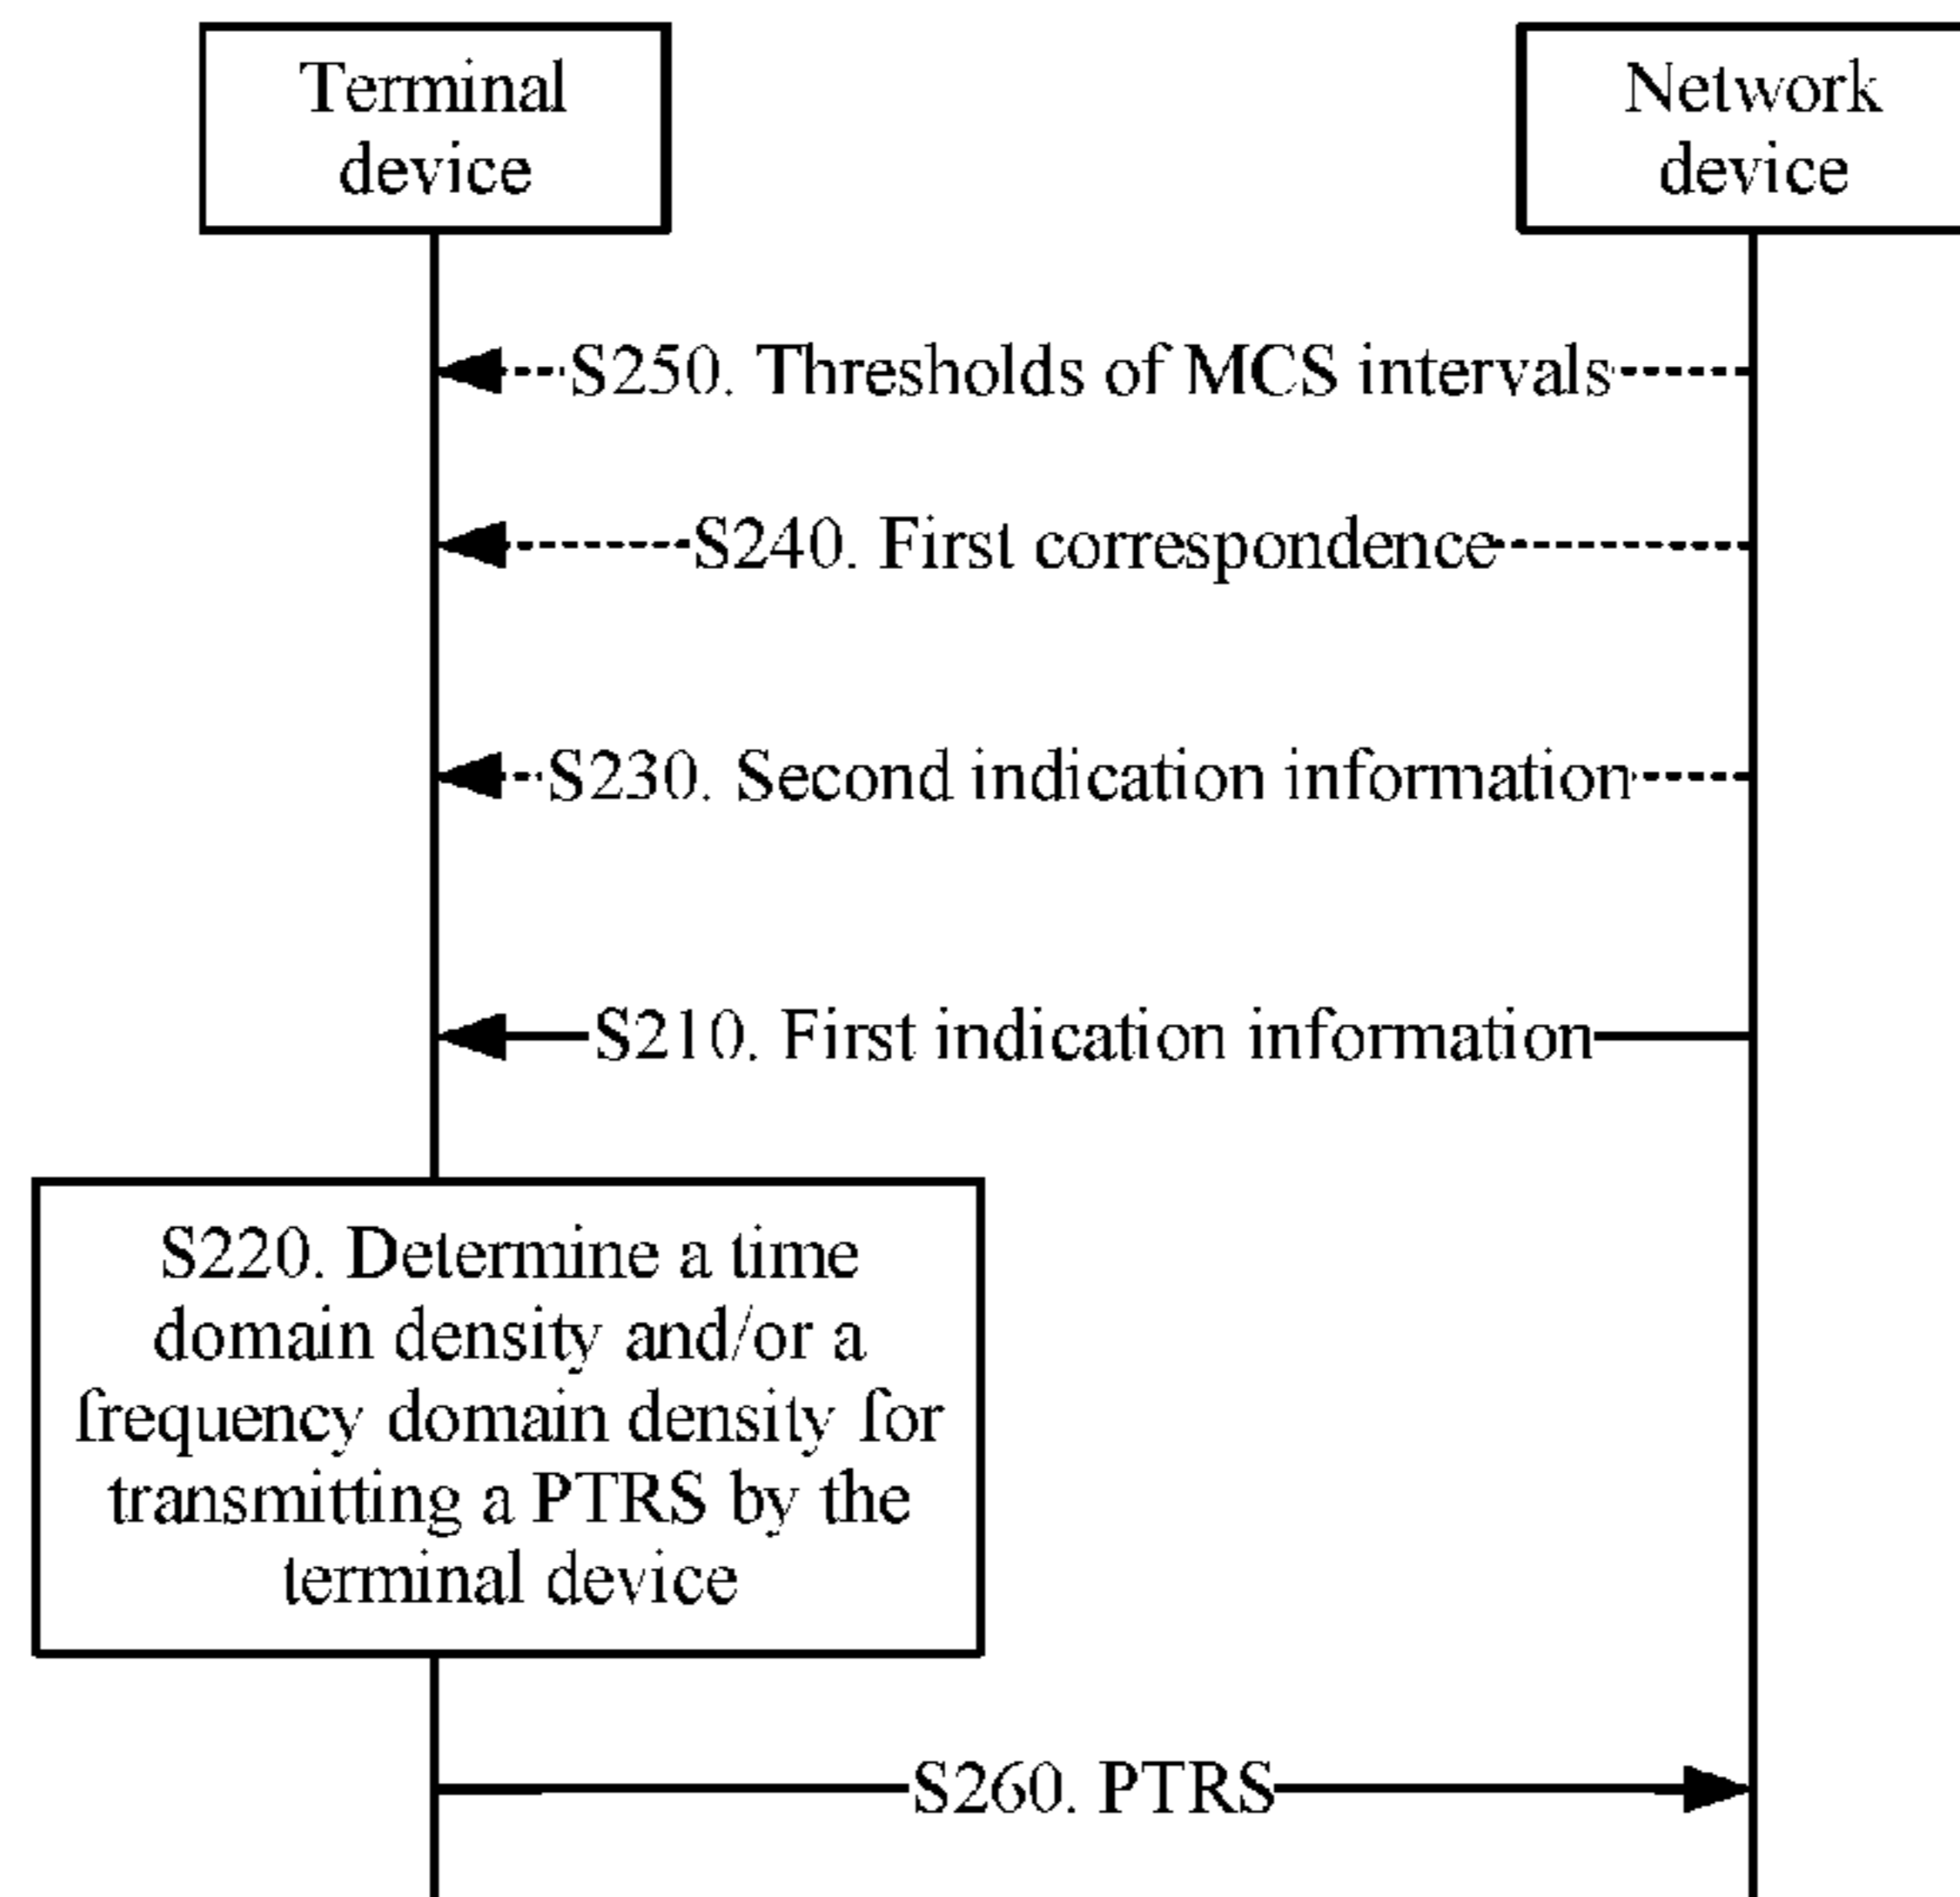 Terminal
device
Network
device
S250. Thresholds of MCS intervals
S240. First correspondence
S230. Second indication information
S210. First indication information
S220. Determine a time
domain density and/or a
frequency domain density for
transmitting a PTRS by the
terminal device
S260. PTRS